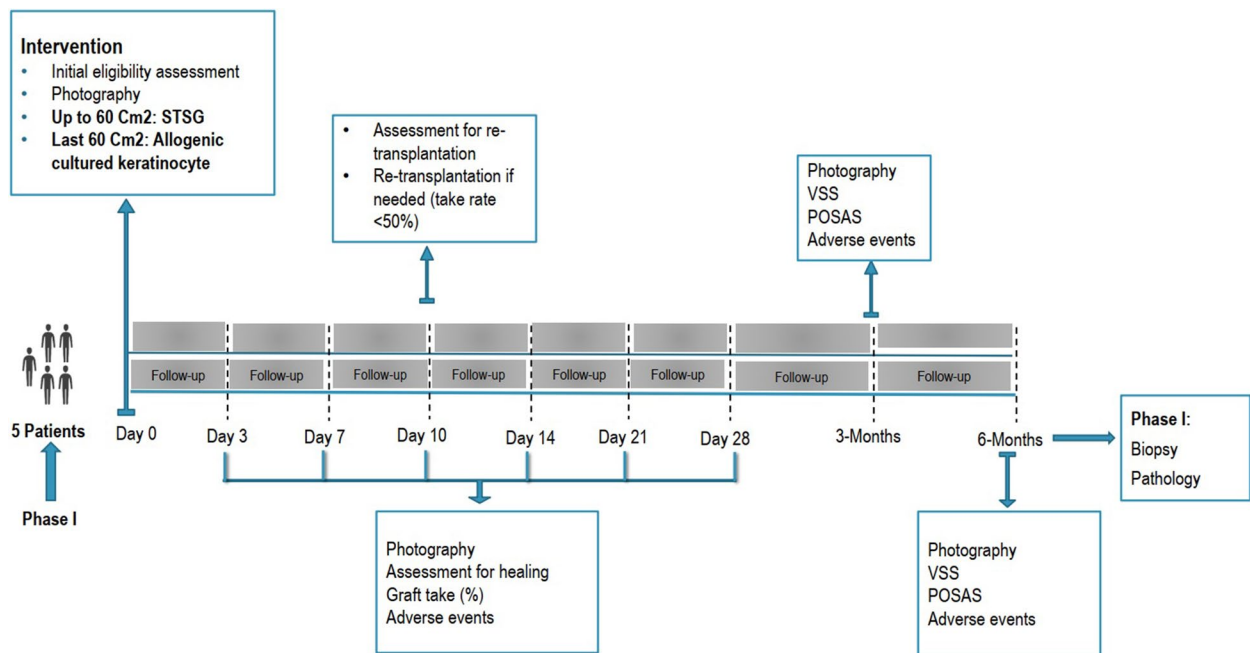 Intervention
• Initial eligibility assessment
• Photography
• Up to 60 Cm2: STSG
• Last 60 Cm2: Allogenic
cultured keratinocyte
• Assessment for re-
transplantation
• Re-transplantation if
needed (take rate
<50%)
Photography
VSS
POSAS
Adverse events
Follow-up
Follow-up
Follow-up
Follow-up
Follow-up
Follow-up
Follow-up
Follow-up
5 Patients
Day 0
Day 3
Day 7
Day 10
Day 14
Day 21
Day 28
3-Months
6-Months
Phase I
Phase I:
Biopsy
Pathology
Photography
Assessment for healing
Graft take (%)
Adverse events
Photography
VSS
POSAS
Adverse events